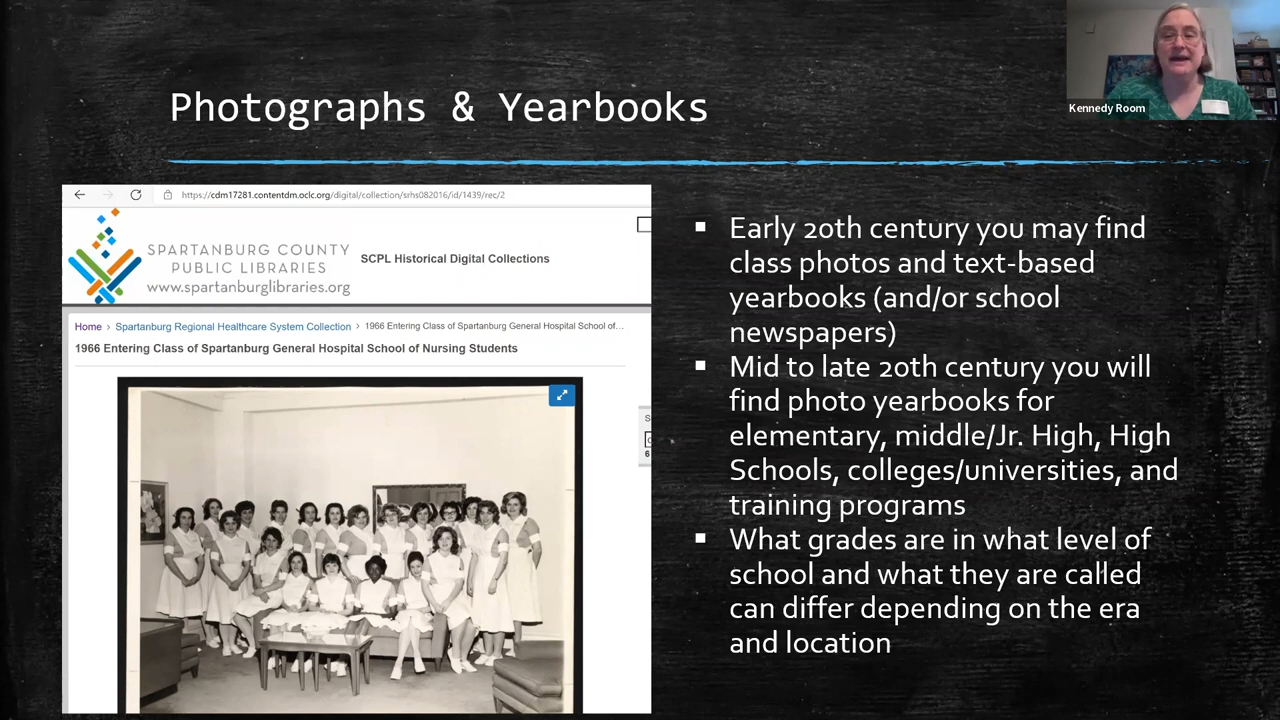 Photographs & Yearbooks
Kennedy Room
https://cdm17281.contentdm.oclc.org/digital/collection/srhs082016/id/1439/rec/2
SPARTANBURG COUNTY
PUBLIC LIBRARIES
www.spartanburglibraries.org
SCPL Historical Digital Collections
Home › Spartanburg Regional Healthcare System Collection › 1966 Entering Class of Spartanburg General Hospital School of...
1966 Entering Class of Spartanburg General Hospital School of Nursing Students
S
6
▪ Early 20th century you may find
class photos and text-based
yearbooks (and/or school
newspapers)
▪ Mid to late 20th century you will
find photo yearbooks for
elementary, middle/Jr. High, High
Schools, colleges/universities, and
training programs
▪ What grades are in what level of
school and what they are called
can differ depending on the era
and location